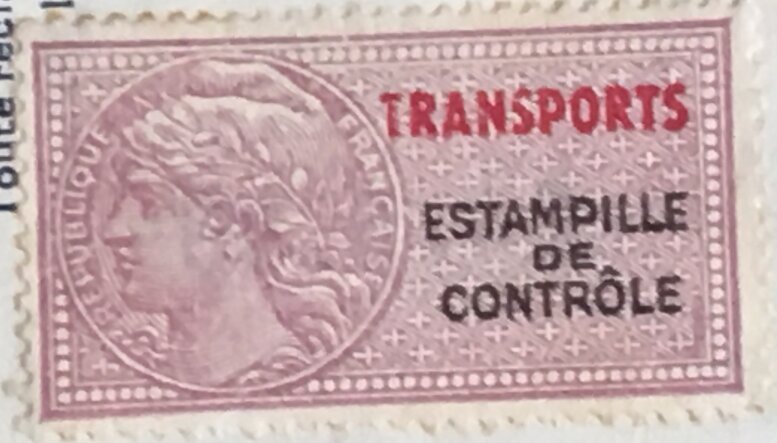 RÉPUBLIQUE FRANÇAISE
TRANSPORTS
ESTAMPILLE
DE
CONTRÔLE